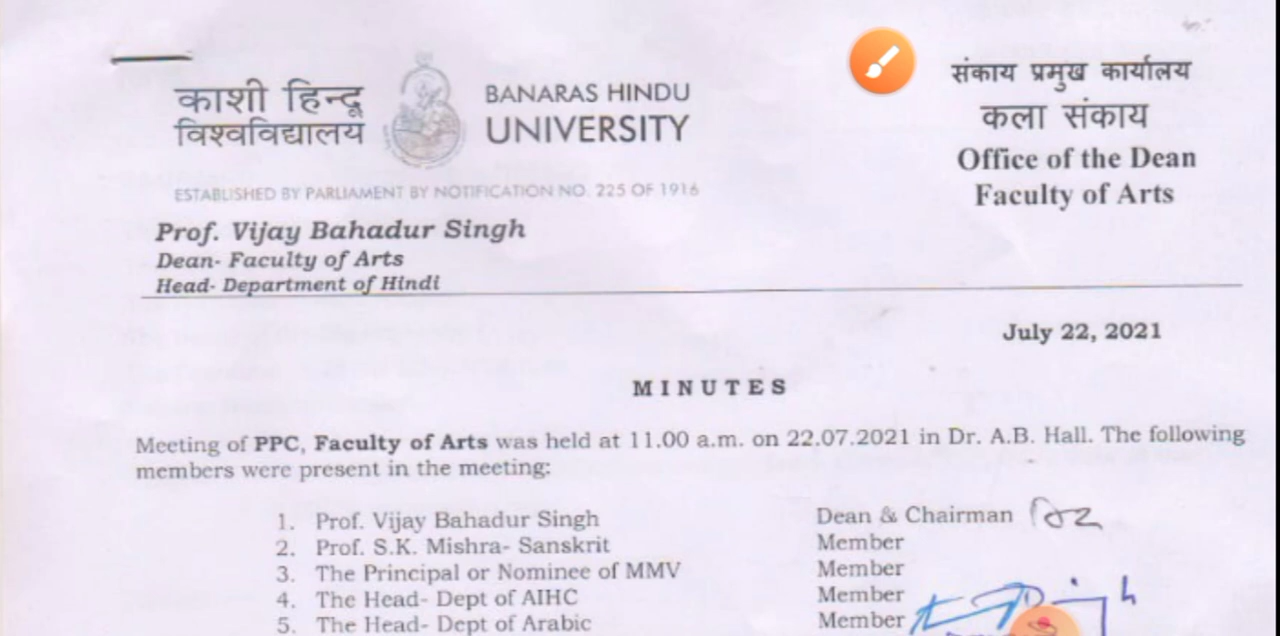 काशी हिन्दू
विश्वविद्यालय
BANARAS HINDU
UNIVERSITY
संकाय प्रमुख कार्यालय
कला संकाय
Office of the Dean
Faculty of Arts
ESTABLISHED BY PARLIAMENT BY NOTIFICATION NO. 225 OF 1916
Prof. Vijay Bahadur Singh
Dean- Faculty of Arts
Head- Department of Hindi
July 22, 2021
MINUTES
Meeting of PPC, Faculty of Arts was held at 11.00 a.m. on 22.07.2021 in Dr. A.B. Hall. The following
members were present in the meeting:
1. Prof. Vijay Bahadur Singh Dean & Chairman
2. Prof. S.K. Mishra- Sanskrit Member
3. The Principal or Nominee of MMV Member
4. The Head- Dept of AIHC Member
5. The Head- Dept of Arabic Member